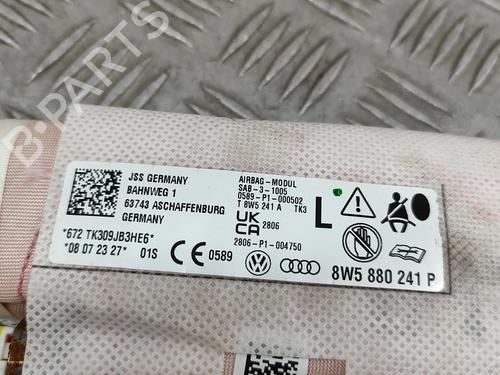 B-Parts
JSS GERMANY
BAHNWEG 1
63743 ASCHAFFENBURG
GERMANY
*672 TK309JB3HE6*
*08 07 23 27* 01S
CE 0589
AIRBAG-MODUL
SAB-3-1005
0589-P1-000502
T 8W5 241 A TK3
UK CA 2806
2806-P1-004750
L
8W5 880 241 P